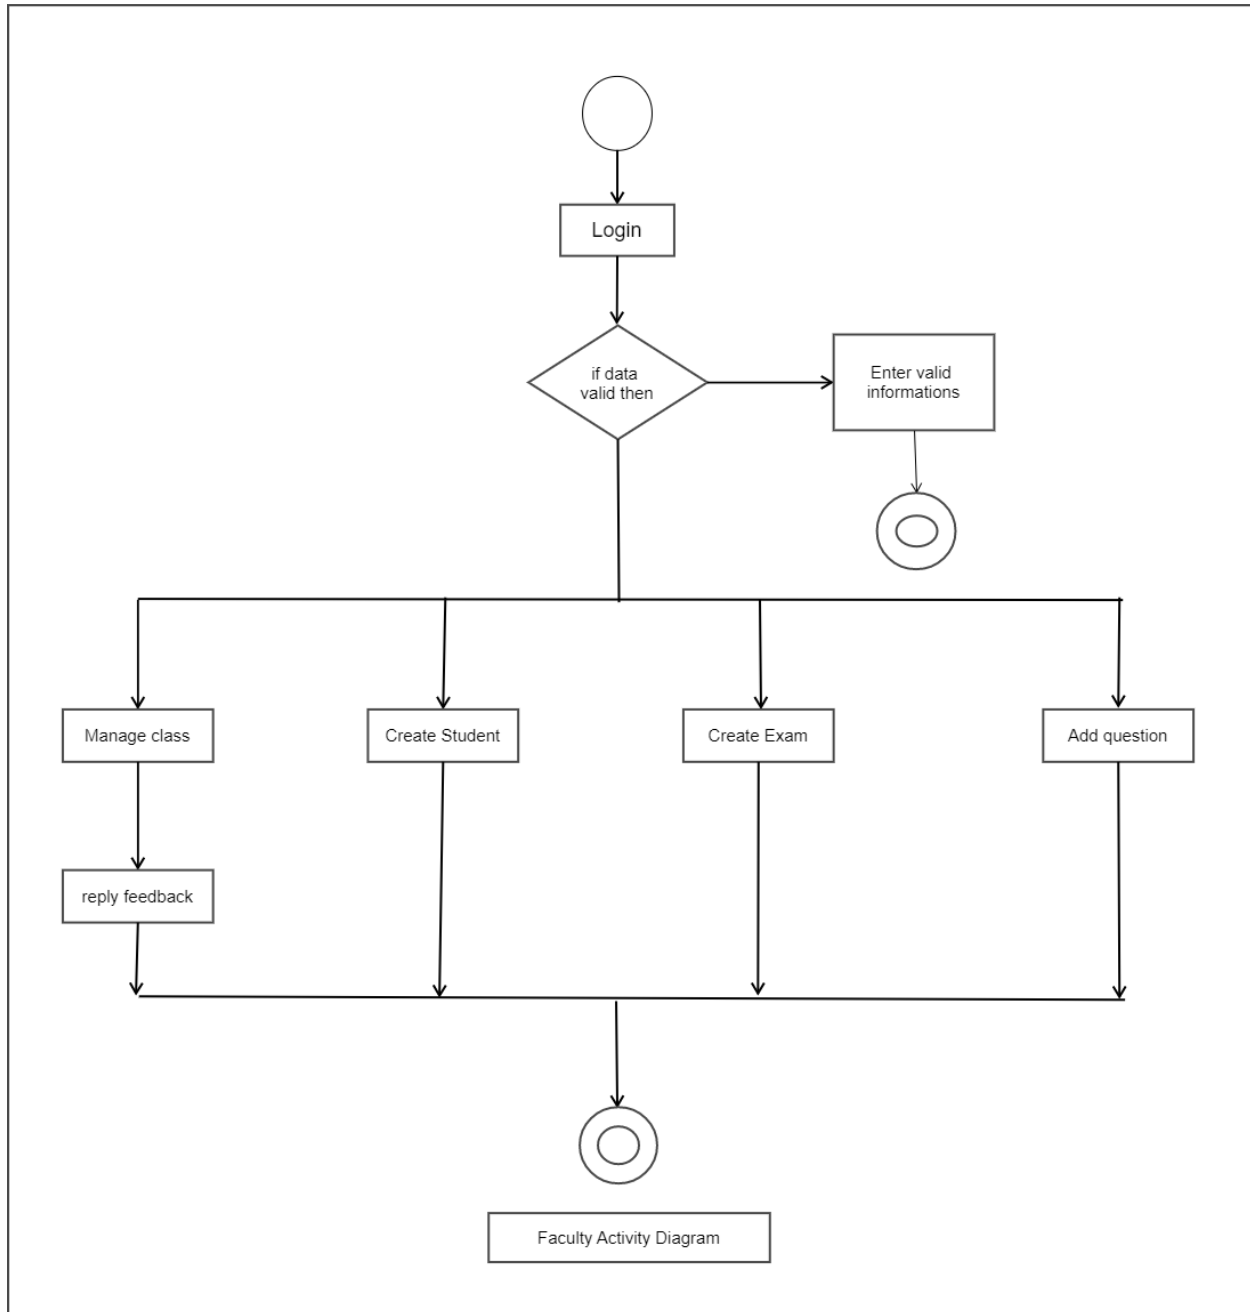 Login
if data
valid then
Enter valid
informations
Manage class
Create Student
Create Exam
Add question
reply feedback
Faculty Activity Diagram